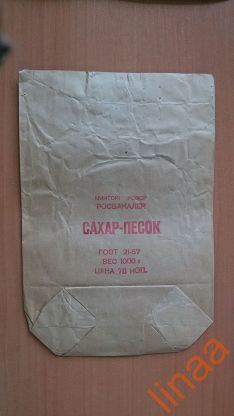 МИНТОРГ РСФСР
РОСБАКАЛЕЯ
САХАР-ПЕСОК
ГОСТ 21-57
ВЕС 1000 г
ЦЕНА 78 КОП.
linaa